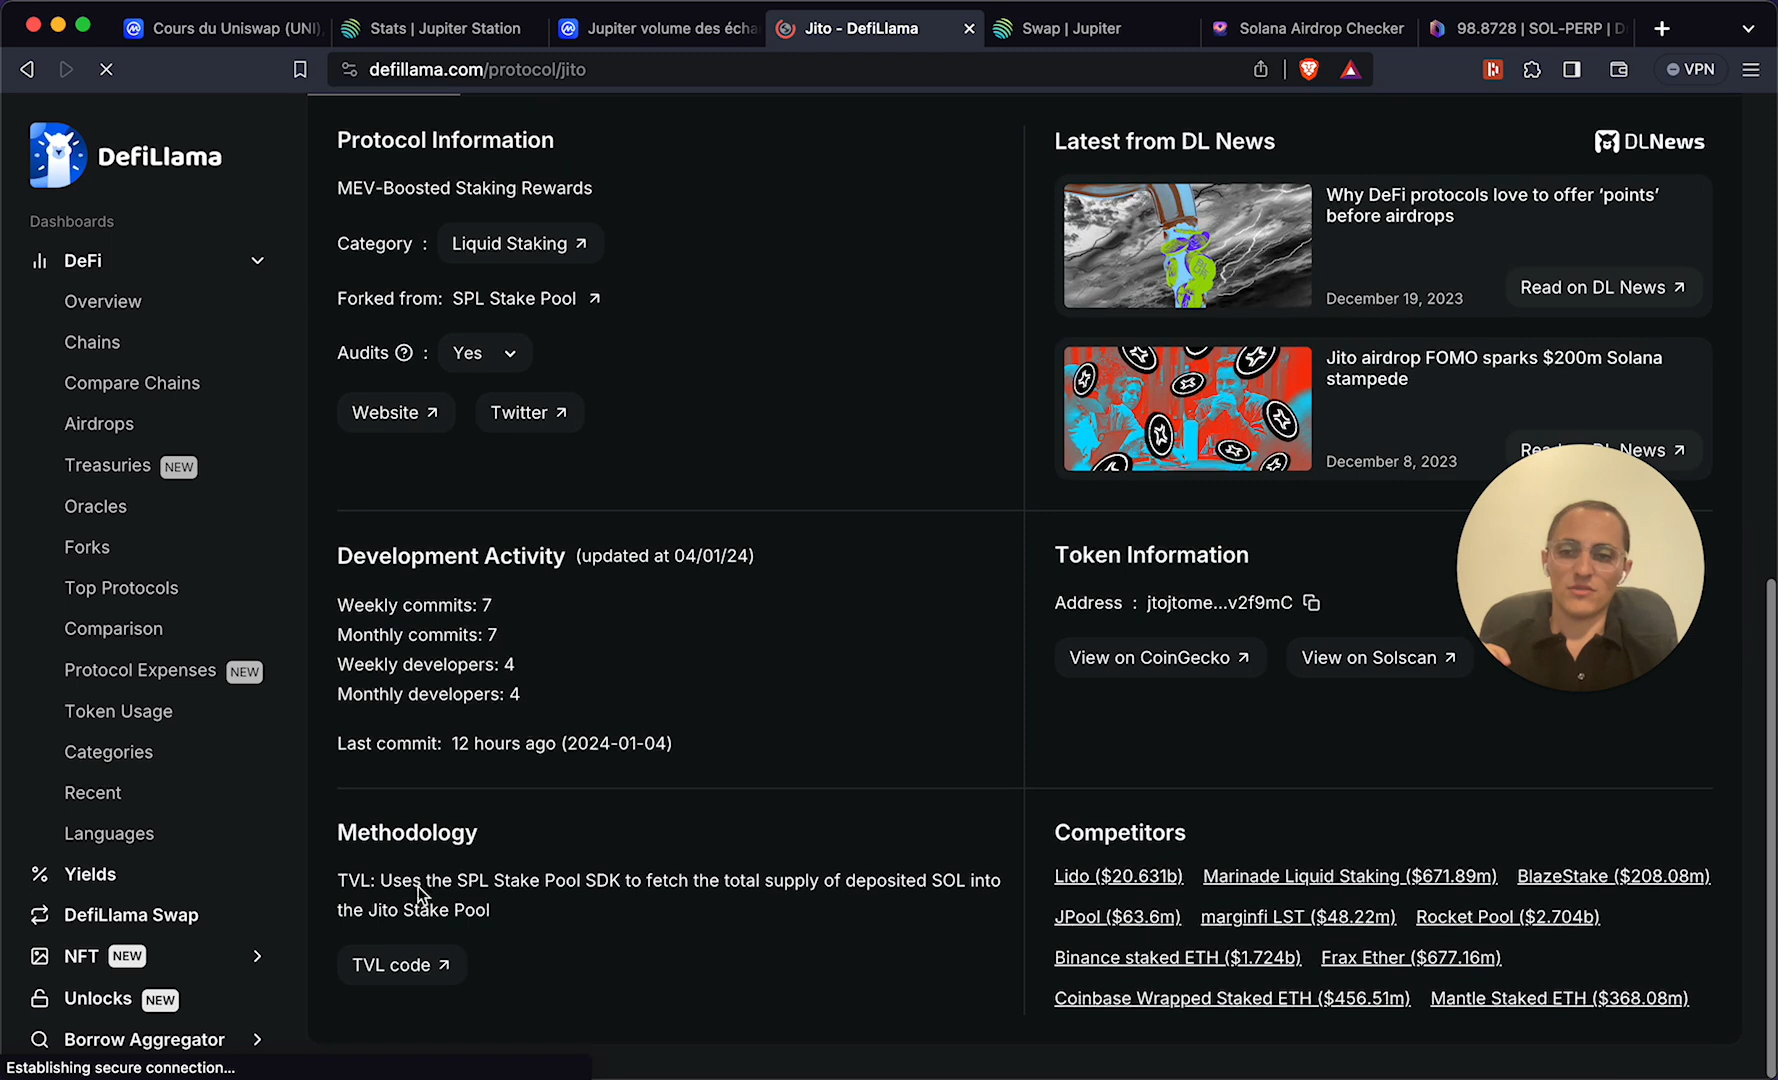 Cours du Uniswap (UNI),
Stats | Jupiter Station
Jupiter volume des écha
Jito - DefiLlama
Swap | Jupiter
Solana Airdrop Checker
98.8728 | SOL-PERP | D
defillama.com/protocol/jito
VPN
DefiLlama
Dashboards
DeFi
Overview
Chains
Compare Chains
Airdrops
Treasuries NEW
Oracles
Forks
Top Protocols
Comparison
Protocol Expenses NEW
Token Usage
Categories
Recent
Languages
Yields
DefiLlama Swap
NFT NEW
Unlocks NEW
Borrow Aggregator
Establishing secure connection...
Protocol Information
MEV-Boosted Staking Rewards
Category : Liquid Staking
Forked from: SPL Stake Pool
Audits ? : Yes
Website Twitter
Latest from DL News
DLNews
Why DeFi protocols love to offer ‘points’
before airdrops
December 19, 2023
Read on DL News
Jito airdrop FOMO sparks $200m Solana
stampede
December 8, 2023
News
Development Activity (updated at 04/01/24)
Weekly commits: 7
Monthly commits: 7
Weekly developers: 4
Monthly developers: 4
Last commit: 12 hours ago (2024-01-04)
Token Information
Address : jtojtome...v2f9mC
View on CoinGecko View on Solscan
Methodology
TVL: Uses the SPL Stake Pool SDK to fetch the total supply of deposited SOL into
the Jito Stake Pool
TVL code
Competitors
Lido ($20.631b) Marinade Liquid Staking ($671.89m) BlazeStake ($208.08m)
JPool ($63.6m) marginfi LST ($48.22m) Rocket Pool ($2.704b)
Binance staked ETH ($1.724b) Frax Ether ($677.16m)
Coinbase Wrapped Staked ETH ($456.51m) Mantle Staked ETH ($368.08m)